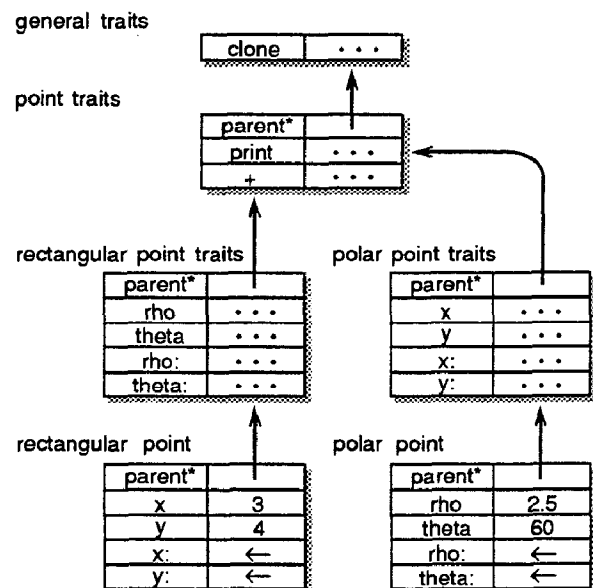 general traits
clone . . .
point traits
parent*
print . . .
+ . . .
rectangular point traits
parent*
rho . . .
theta . . .
rho: . . .
theta: . . .
polar point traits
parent*
x . . .
y . . .
x: . . .
y: . . .
rectangular point
parent*
x 3
y 4
x: ←
y: ←
polar point
parent*
rho 2.5
theta 60
rho: ←
theta: ←